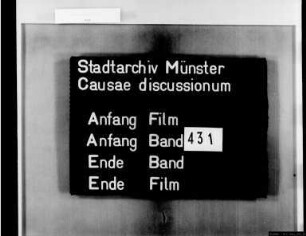 Stadtarchiv Münster
Causae discussionum
Anfang Film
Anfang Band 431
Ende Band
Ende Film